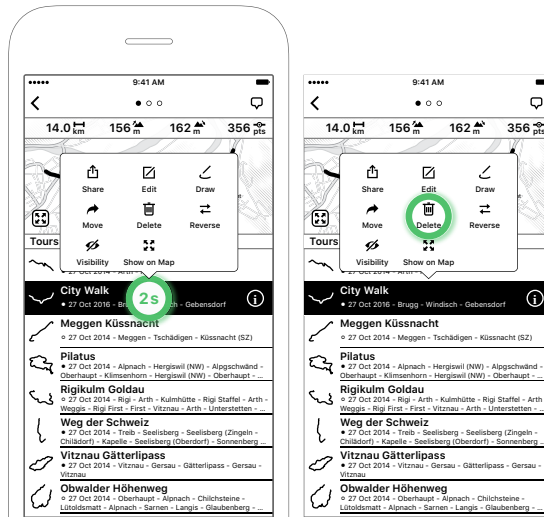 9:41 AM
14.0 km 156 m 162 m 356 pts
Share Edit Draw
Move Delete Reverse
Visibility Show on Map
Tours
City Walk
2s
27 Oct 2016 - Br ch - Gebensdorf
Meggen Küssnacht
27 Oct 2014 - Meggen - Tschädigen - Küssnacht (SZ)
Pilatus
27 Oct 2014 - Alpnach - Hergiswil (NW) - Alpgschwänd -
Oberhaupt - Klimsenhorn - Hergiswil (NW) - Oberhaupt - ...
Rigikulm Goldau
27 Oct 2014 - Rigi - Arth - Kulmhütte - Rigi Staffel - Arth -
Weggis - Rigi First - First - Vitznau - Arth - Unterstetten - ...
Weg der Schweiz
27 Oct 2014 - Treib - Seelisberg - Seelisberg (Zingeln -
Chilädorf) - Kapelle - Seelisberg (Oberdorf) - Sonnenberg ...
Vitznau Gätterlipass
27 Oct 2014 - Vitznau - Gersau - Gätterlipass - Gersau -
Vitznau
Obwalder Höhenweg
27 Oct 2014 - Oberhaupt - Alpnach - Chilchsteine -
Lütoldsmatt - Alpnach - Sarnen - Langis - Glaubenberg - ...
9:41 AM
14.0 km 156 m 162 m 356 pts
Share Edit Draw
Move Delete Reverse
Visibility Show on Map
Tours
City Walk
27 Oct 2016 - Brugg - Windisch - Gebensdorf
Meggen Küssnacht
27 Oct 2014 - Meggen - Tschädigen - Küssnacht (SZ)
Pilatus
27 Oct 2014 - Alpnach - Hergiswil (NW) - Alpgschwänd -
Oberhaupt - Klimsenhorn - Hergiswil (NW) - Oberhaupt - ...
Rigikulm Goldau
27 Oct 2014 - Rigi - Arth - Kulmhütte - Rigi Staffel - Arth -
Weggis - Rigi First - First - Vitznau - Arth - Unterstetten - ...
Weg der Schweiz
27 Oct 2014 - Treib - Seelisberg - Seelisberg (Zingeln -
Chilädorf) - Kapelle - Seelisberg (Oberdorf) - Sonnenberg ...
Vitznau Gätterlipass
27 Oct 2014 - Vitznau - Gersau - Gätterlipass - Gersau -
Vitznau
Obwalder Höhenweg
27 Oct 2014 - Oberhaupt - Alpnach - Chilchsteine -
Lütoldsmatt - Alpnach - Sarnen - Langis - Glaubenberg - ...